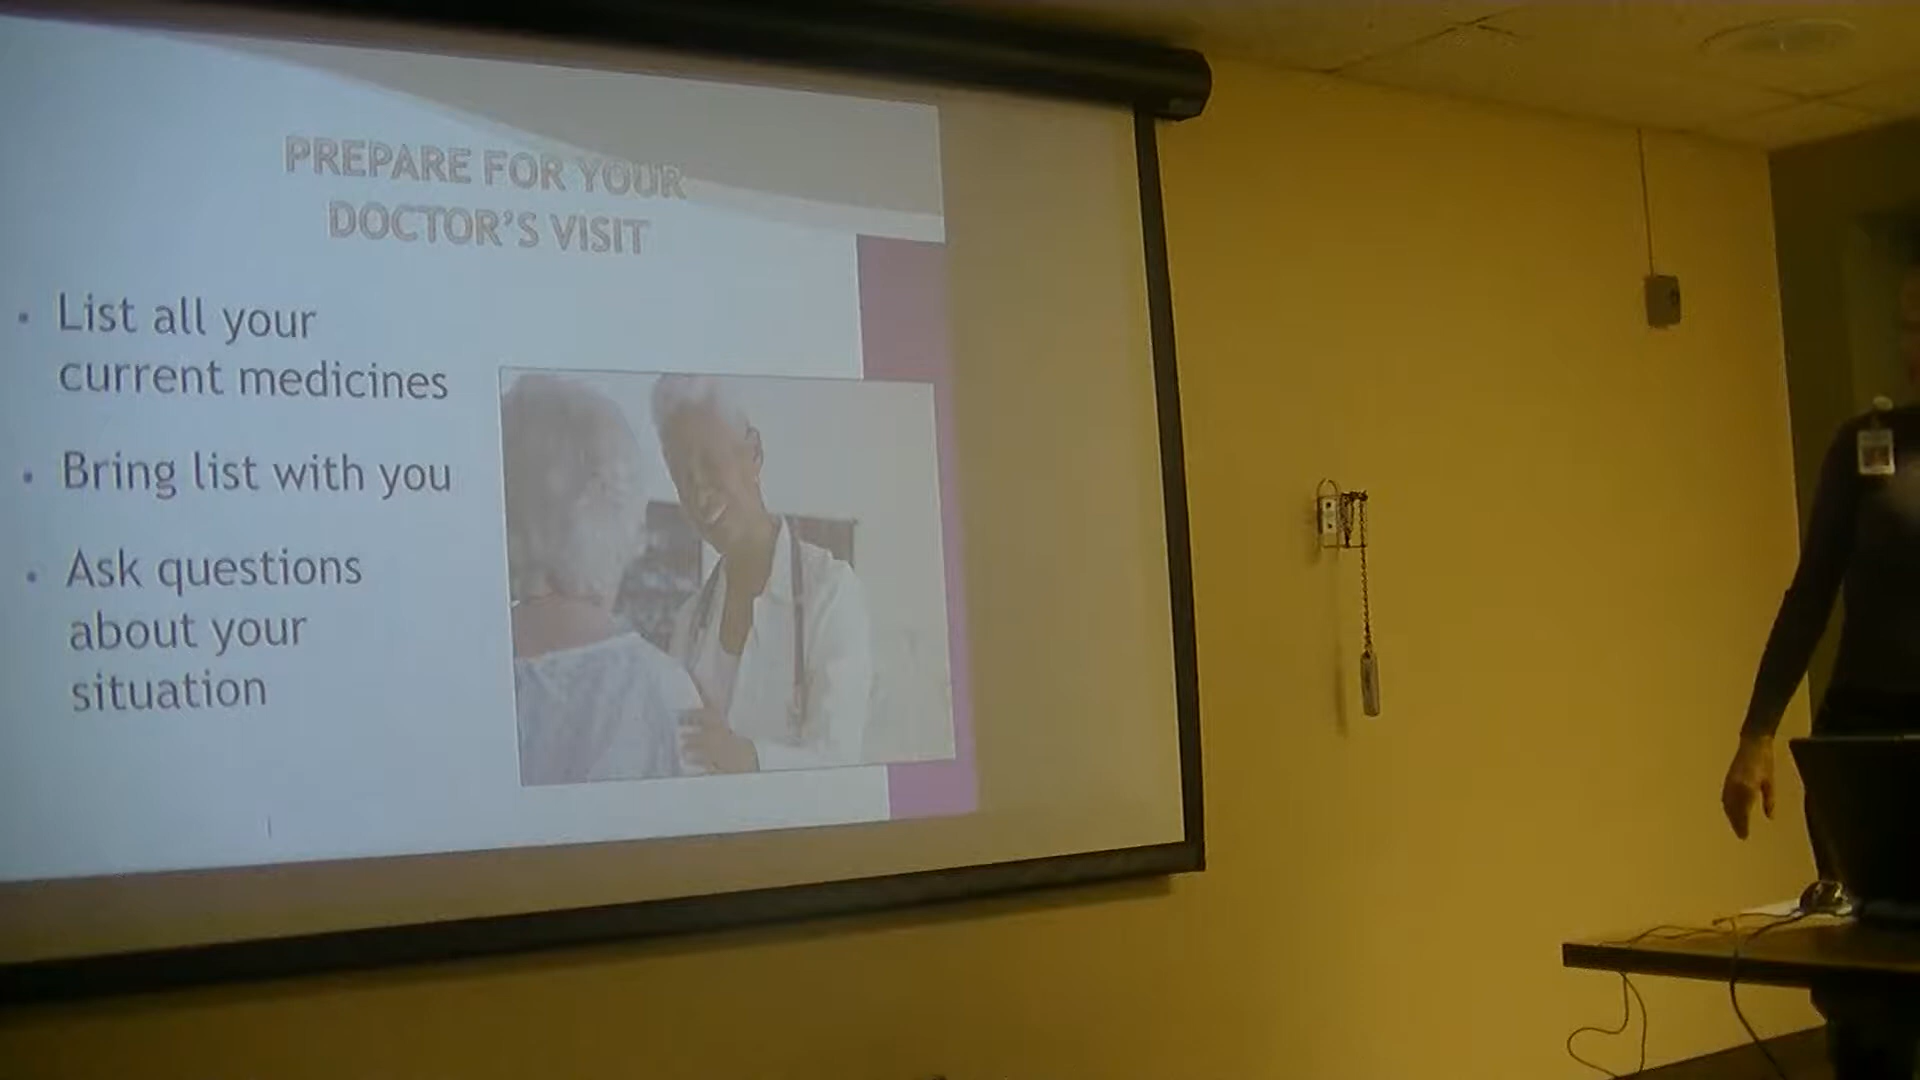 PREPARE FOR YOUR
DOCTOR'S VISIT
• List all your
current medicines
• Bring list with you
• Ask questions
about your
situation